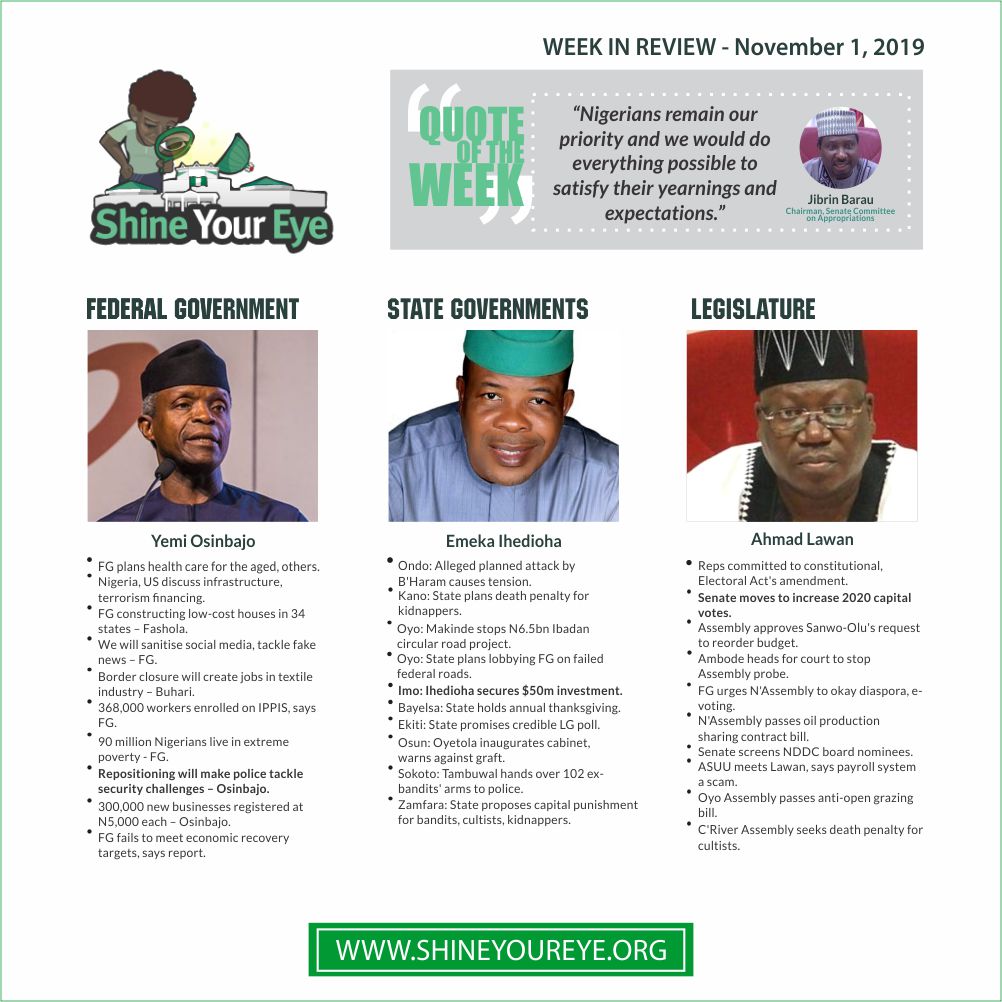 WEEK IN REVIEW - November 1, 2019
Shine Your Eye
QUOTE
OF THE
WEEK
“Nigerians remain our
priority and we would do
everything possible to
satisfy their yearnings and
expectations.”
Jibrin Barau
Chairman, Senate Committee
on Appropriations
FEDERAL GOVERNMENT
Yemi Osinbajo
• FG plans health care for the aged, others.
• Nigeria, US discuss infrastructure,
terrorism financing.
• FG constructing low-cost houses in 34
states – Fashola.
• We will sanitise social media, tackle fake
news – FG.
• Border closure will create jobs in textile
industry – Buhari.
• 368,000 workers enrolled on IPPIS, says
FG.
• 90 million Nigerians live in extreme
poverty - FG.
• Repositioning will make police tackle
security challenges – Osinbajo.
• 300,000 new businesses registered at
N5,000 each – Osinbajo.
• FG fails to meet economic recovery
targets, says report.
STATE GOVERNMENTS
Emeka Ihedioha
• Ondo: Alleged planned attack by
B'Haram causes tension.
• Kano: State plans death penalty for
kidnappers.
• Oyo: Makinde stops N6.5bn Ibadan
circular road project.
• Oyo: State plans lobbying FG on failed
federal roads.
• Imo: Ihedioha secures $50m investment.
• Bayelsa: State holds annual thanksgiving.
• Ekiti: State promises credible LG poll.
• Osun: Oyetola inaugurates cabinet,
warns against graft.
• Sokoto: Tambuwal hands over 102 ex-
bandits' arms to police.
• Zamfara: State proposes capital punishment
for bandits, cultists, kidnappers.
LEGISLATURE
Ahmad Lawan
• Reps committed to constitutional,
Electoral Act's amendment.
• Senate moves to increase 2020 capital
votes.
• Assembly approves Sanwo-Olu's request
to reorder budget.
• Ambode heads for court to stop
Assembly probe.
• FG urges N'Assembly to okay diaspora, e-
voting.
• N'Assembly passes oil production
sharing contract bill.
• Senate screens NDDC board nominees.
• ASUU meets Lawan, says payroll system
a scam.
• Oyo Assembly passes anti-open grazing
bill.
• C'River Assembly seeks death penalty for
cultists.
WWW.SHINEYOUREYE.ORG